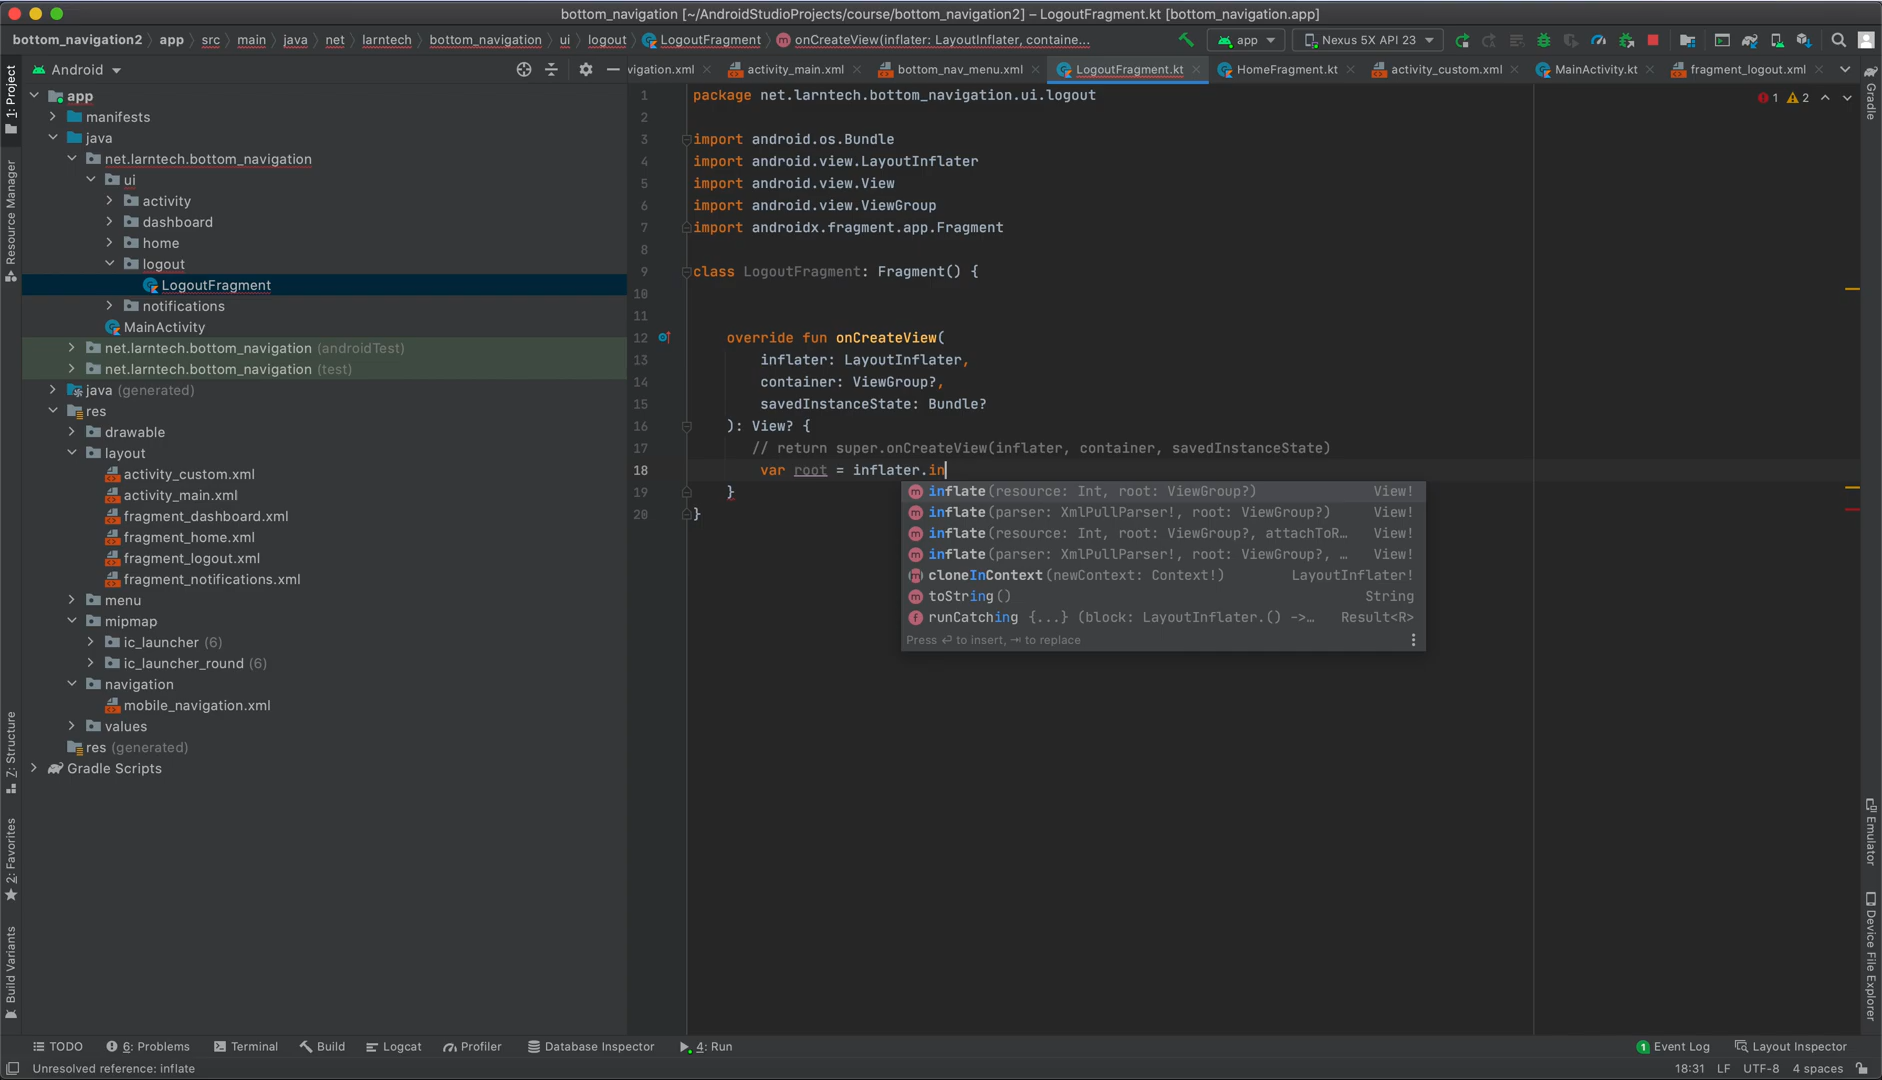 bottom_navigation [~/AndroidStudioProjects/course/bottom_navigation2] – LogoutFragment.kt [bottom_navigation.app]
bottom_navigation2 app src main java net larntech bottom_navigation ui logout LogoutFragment onCreateView(inflater: LayoutInflater, containe...
app Nexus 5X API 23
Android
vigation.xml activity_main.xml bottom_nav_menu.xml LogoutFragment.kt HomeFragment.kt activity_custom.xml MainActivity.kt fragment_logout.xml
1: Project
Resource Manager
Z: Structure
2: Favorites
Build Variants
app
manifests
java
net.larntech.bottom_navigation
ui
activity
dashboard
home
logout
LogoutFragment
notifications
MainActivity
net.larntech.bottom_navigation (androidTest)
net.larntech.bottom_navigation (test)
java (generated)
res
drawable
layout
activity_custom.xml
activity_main.xml
fragment_dashboard.xml
fragment_home.xml
fragment_logout.xml
fragment_notifications.xml
menu
mipmap
ic_launcher (6)
ic_launcher_round (6)
navigation
mobile_navigation.xml
values
res (generated)
Gradle Scripts
1 package net.larntech.bottom_navigation.ui.logout
1 2
2
3 import android.os.Bundle
4 import android.view.LayoutInflater
5 import android.view.View
6 import android.view.ViewGroup
7 import androidx.fragment.app.Fragment
8
9 class LogoutFragment: Fragment() {
10
11
12 override fun onCreateView(
13 inflater: LayoutInflater,
14 container: ViewGroup?,
15 savedInstanceState: Bundle?
16 ): View? {
17 // return super.onCreateView(inflater, container, savedInstanceState)
18 var root = inflater.in
19 }
20 }
inflate(resource: Int, root: ViewGroup?) View!
inflate(parser: XmlPullParser!, root: ViewGroup?) View!
inflate(resource: Int, root: ViewGroup?, attachToR… View!
inflate(parser: XmlPullParser!, root: ViewGroup?, … View!
cloneInContext(newContext: Context!) LayoutInflater!
toString() String
runCatching {...} (block: LayoutInflater.() ->… Result<R>
Press ↵ to insert, ⇥ to replace
Gradle
Emulator
Device File Explorer
TODO 6: Problems Terminal Build Logcat Profiler Database Inspector 4: Run 1 Event Log Layout Inspector
Unresolved reference: inflate 18:31 LF UTF-8 4 spaces